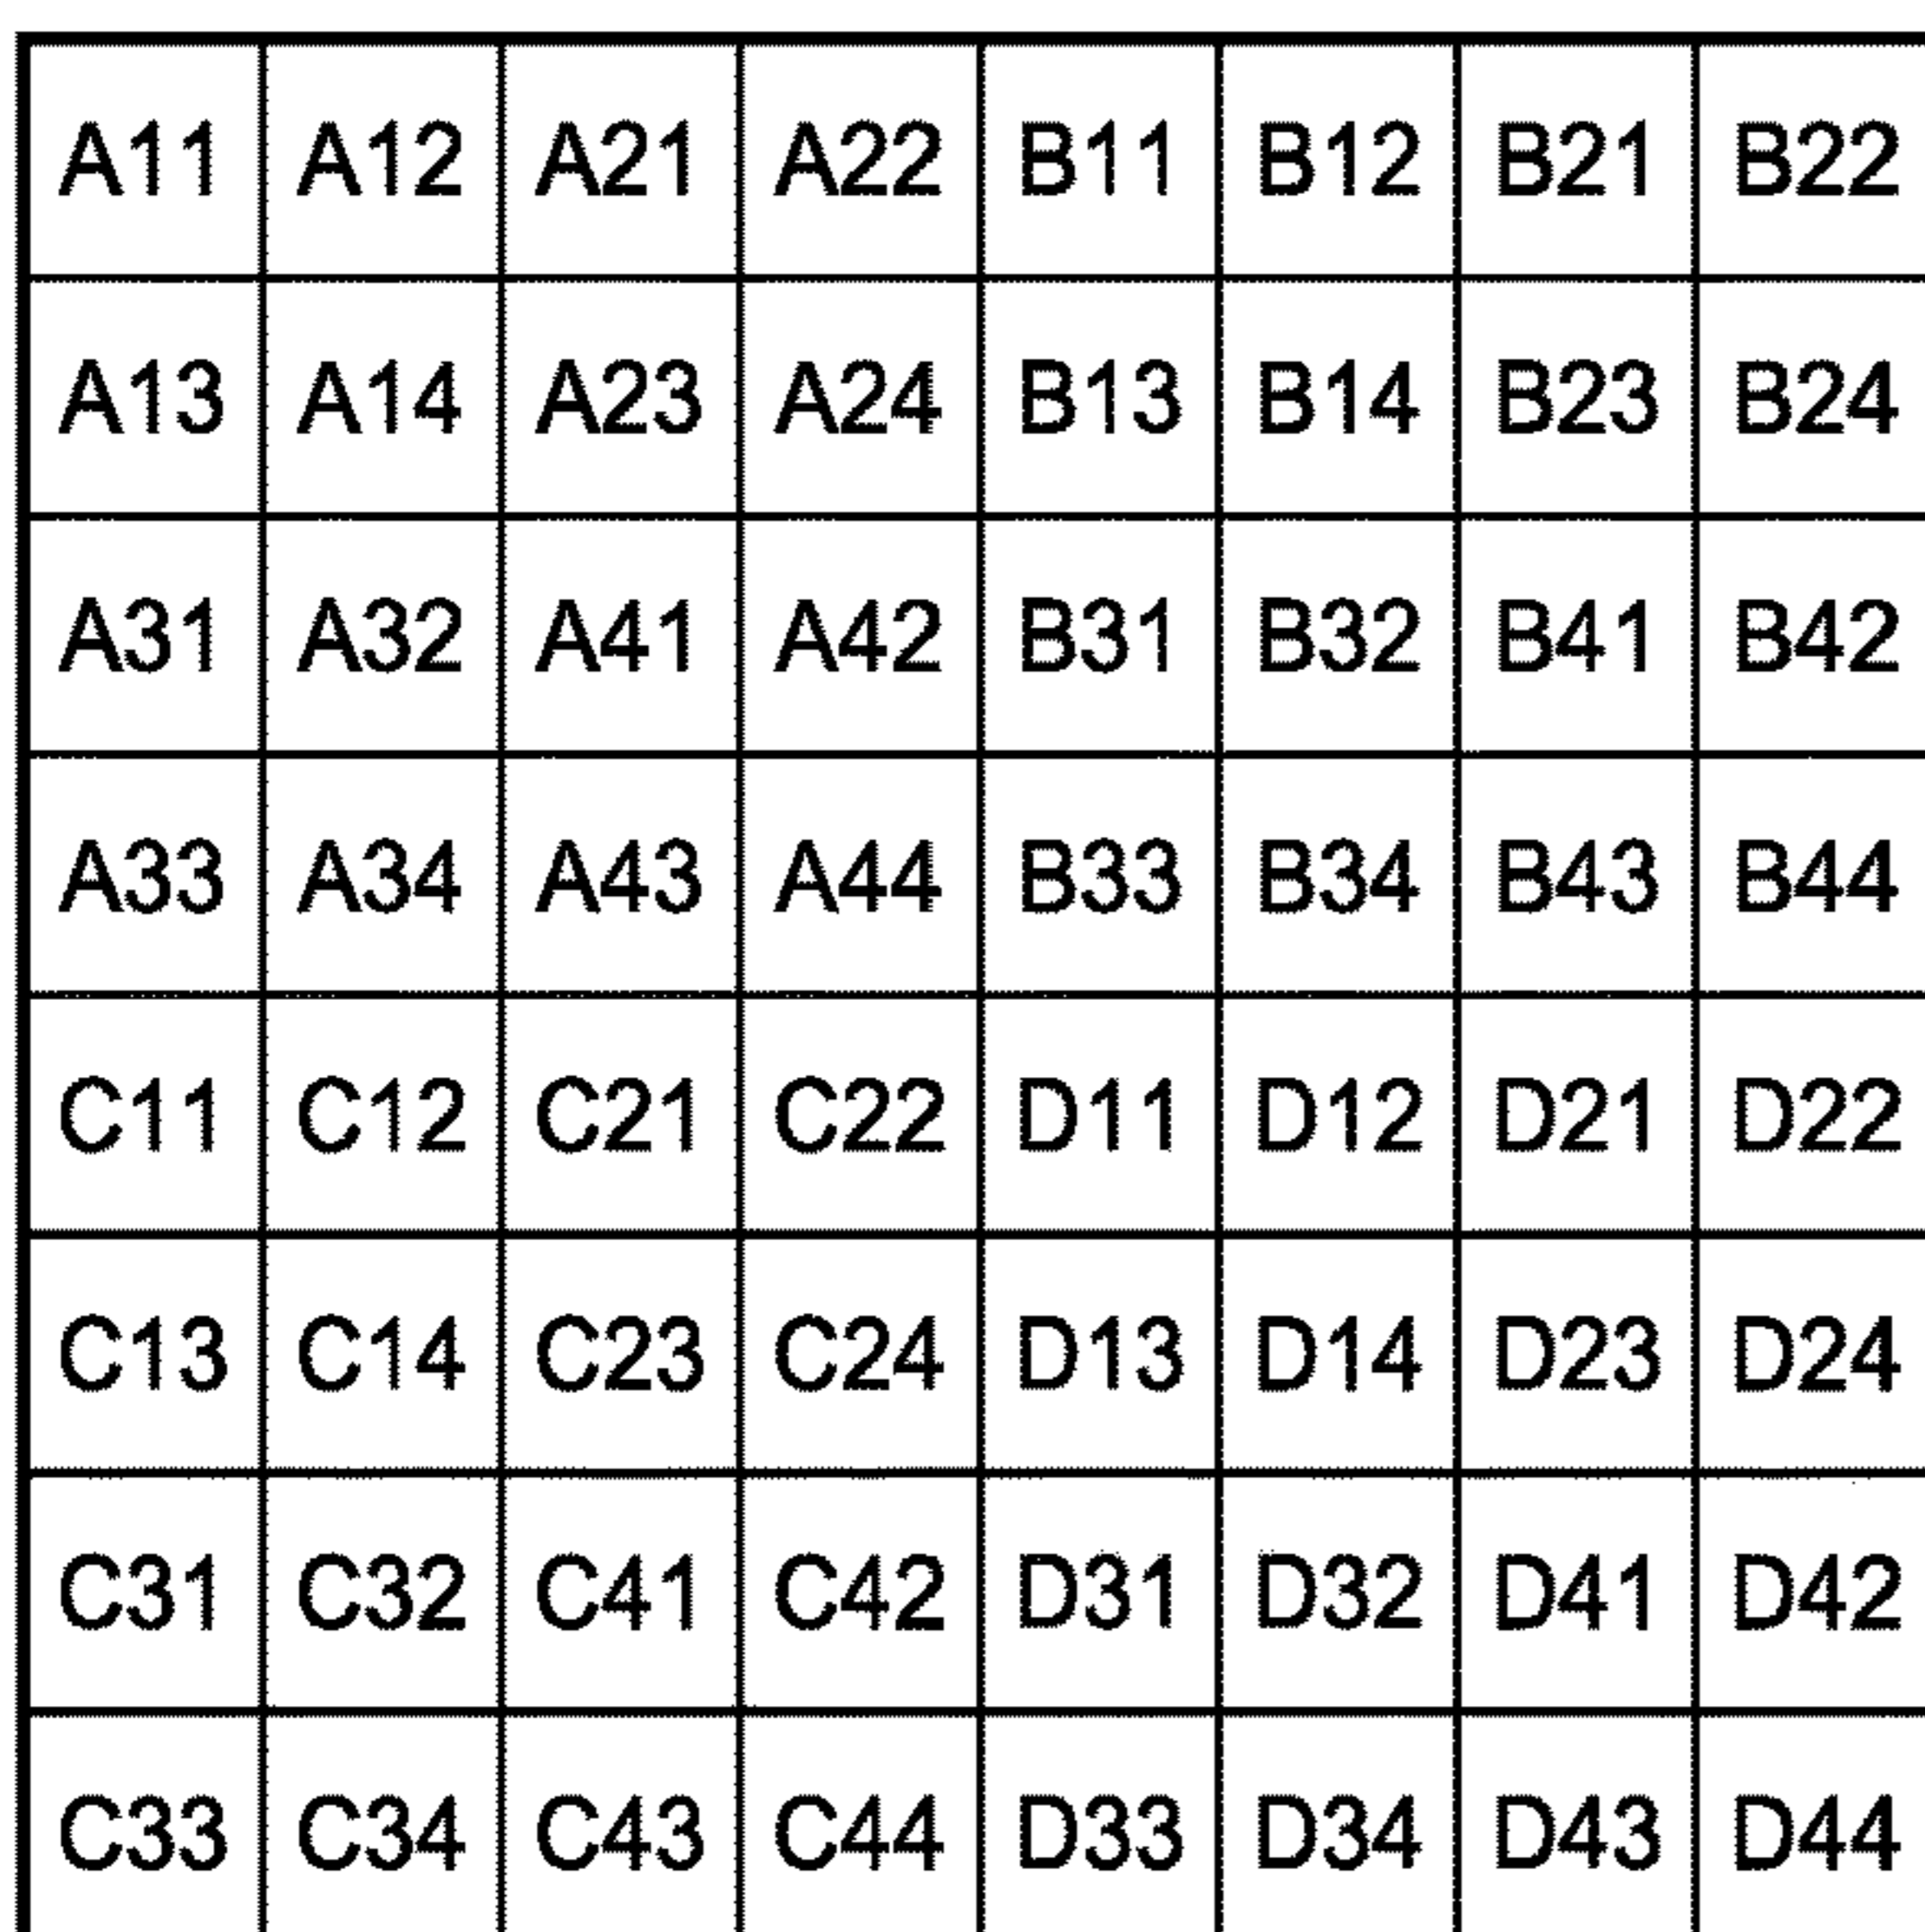 A11 A12 A21 A22 B11 B12 B21 B22
A13 A14 A23 A24 B13 B14 B23 B24
A31 A32 A41 A42 B31 B32 B41 B42
A33 A34 A43 A44 B33 B34 B43 B44
C11 C12 C21 C22 D11 D12 D21 D22
C13 C14 C23 C24 D13 D14 D23 D24
C31 C32 C41 C42 D31 D32 D41 D42
C33 C34 C43 C44 D33 D34 D43 D44